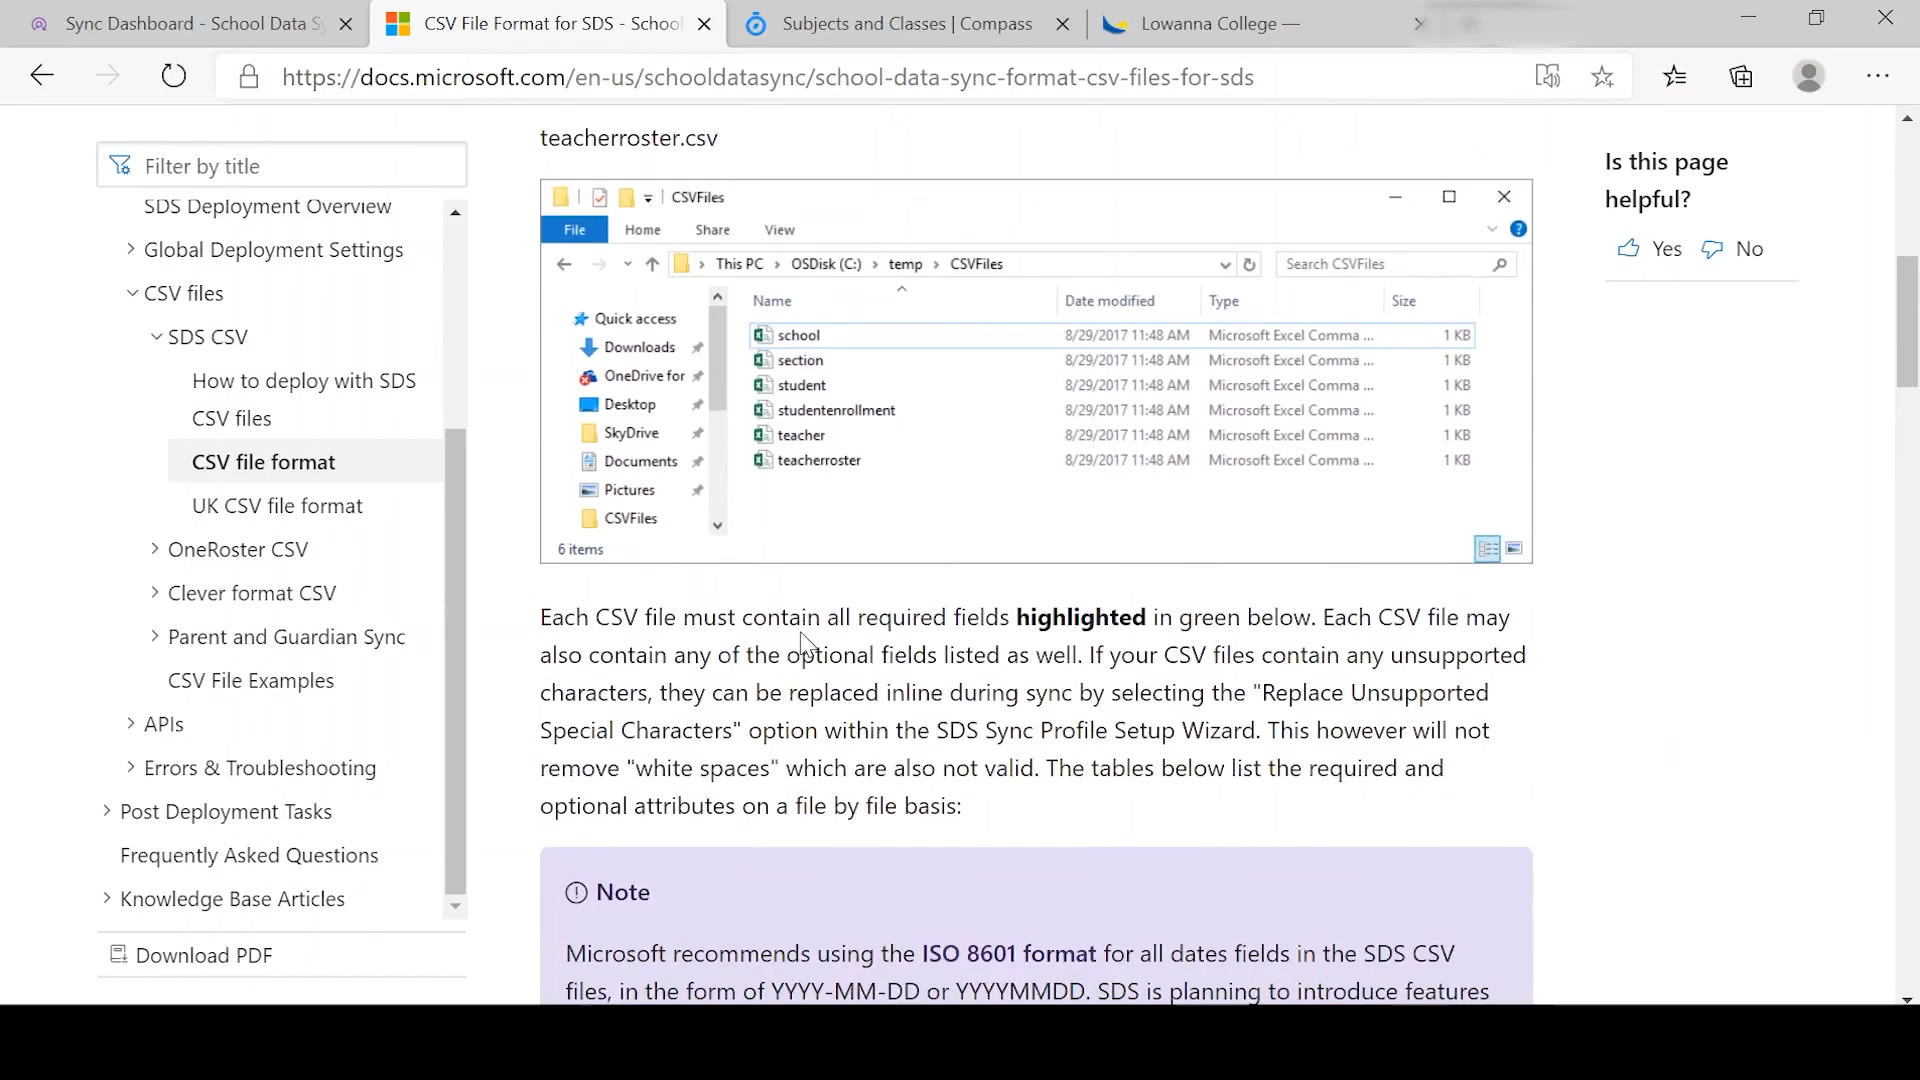 Sync Dashboard - School Data Sy
CSV File Format for SDS - School
Subjects and Classes | Compass
Lowanna College —
https://docs.microsoft.com/en-us/schooldatasync/school-data-sync-format-csv-files-for-sds
Filter by title
SDS Deployment Overview
Global Deployment Settings
CSV files
SDS CSV
How to deploy with SDS
CSV files
CSV file format
UK CSV file format
OneRoster CSV
Clever format CSV
Parent and Guardian Sync
CSV File Examples
APIs
Errors & Troubleshooting
Post Deployment Tasks
Frequently Asked Questions
Knowledge Base Articles
Download PDF
teacherroster.csv
CSVFiles
File Home Share View
This PC › OSDisk (C:) › temp › CSVFiles
Search CSVFiles
Quick access
Downloads
OneDrive for
Desktop
SkyDrive
Documents
Pictures
CSVFiles
Name Date modified Type Size
school 8/29/2017 11:48 AM Microsoft Excel Comma ... 1 KB
section 8/29/2017 11:48 AM Microsoft Excel Comma ... 1 KB
student 8/29/2017 11:48 AM Microsoft Excel Comma ... 1 KB
studentenrollment 8/29/2017 11:48 AM Microsoft Excel Comma ... 1 KB
teacher 8/29/2017 11:48 AM Microsoft Excel Comma ... 1 KB
teacherroster 8/29/2017 11:48 AM Microsoft Excel Comma ... 1 KB
6 items
Each CSV file must contain all required fields highlighted in green below. Each CSV file may
also contain any of the optional fields listed as well. If your CSV files contain any unsupported
characters, they can be replaced inline during sync by selecting the "Replace Unsupported
Special Characters" option within the SDS Sync Profile Setup Wizard. This however will not
remove "white spaces" which are also not valid. The tables below list the required and
optional attributes on a file by file basis:
Note
Microsoft recommends using the ISO 8601 format for all dates fields in the SDS CSV
files, in the form of YYYY-MM-DD or YYYYMMDD. SDS is planning to introduce features
Is this page
helpful?
Yes No